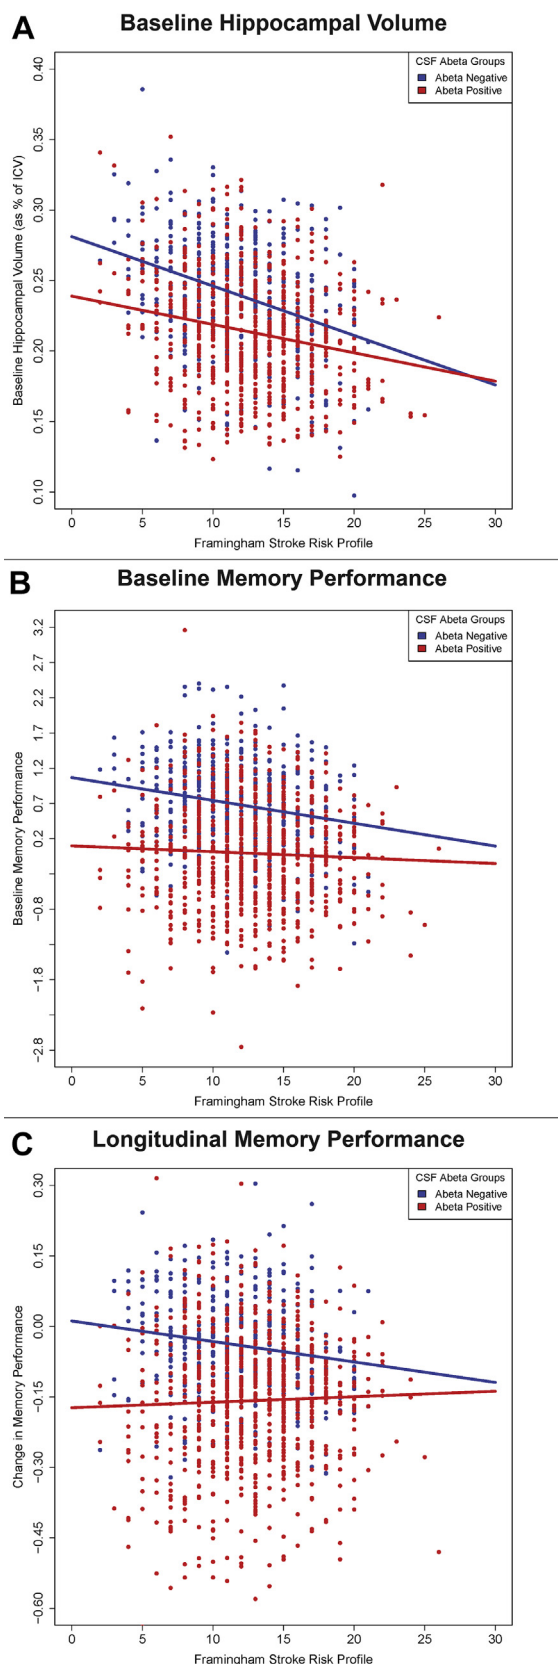 A
Baseline Hippocampal Volume
CSF Abeta Groups
Abeta Negative
Abeta Positive
Baseline Hippocampal Volume (as % of ICV)
0.40
0.35
0.30
0.25
0.20
0.15
0.10
0 5 10 15 20 25 30
Framingham Stroke Risk Profile
B
Baseline Memory Performance
CSF Abeta Groups
Abeta Negative
Abeta Positive
Baseline Memory Performance
3.2
2.7
2.2
1.7
1.2
0.7
0.2
−0.8
−1.8
−2.8
0 5 10 15 20 25 30
Framingham Stroke Risk Profile
C
Longitudinal Memory Performance
CSF Abeta Groups
Abeta Negative
Abeta Positive
Change in Memory Performance
0.30
0.15
0.00
−0.15
−0.30
−0.45
−0.60
0 5 10 15 20 25 30
Framingham Stroke Risk Profile